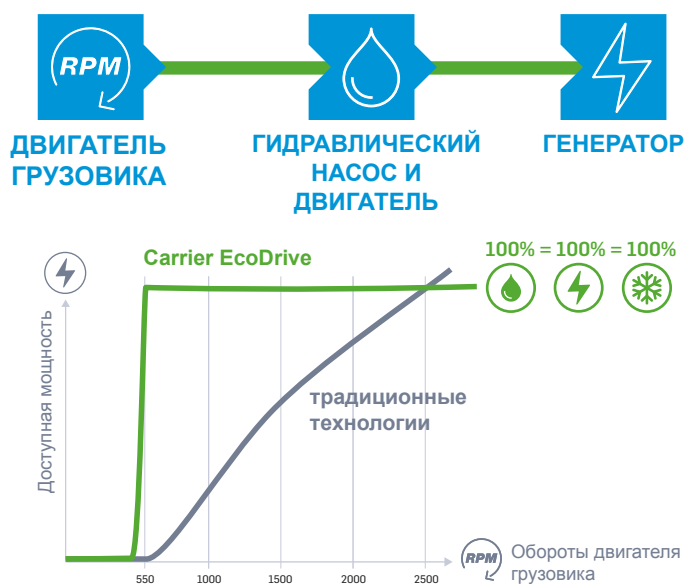 RPM
ДВИГАТЕЛЬ
ГРУЗОВИКА
ГИДРАВЛИЧЕСКИЙ
НАСОС И
ДВИГАТЕЛЬ
ГЕНЕРАТОР
Carrier EcoDrive
100% = 100% = 100%
Доступная мощность
традиционные
технологии
550 1000 1500 2000 2500
RPM
Обороты двигателя
грузовика